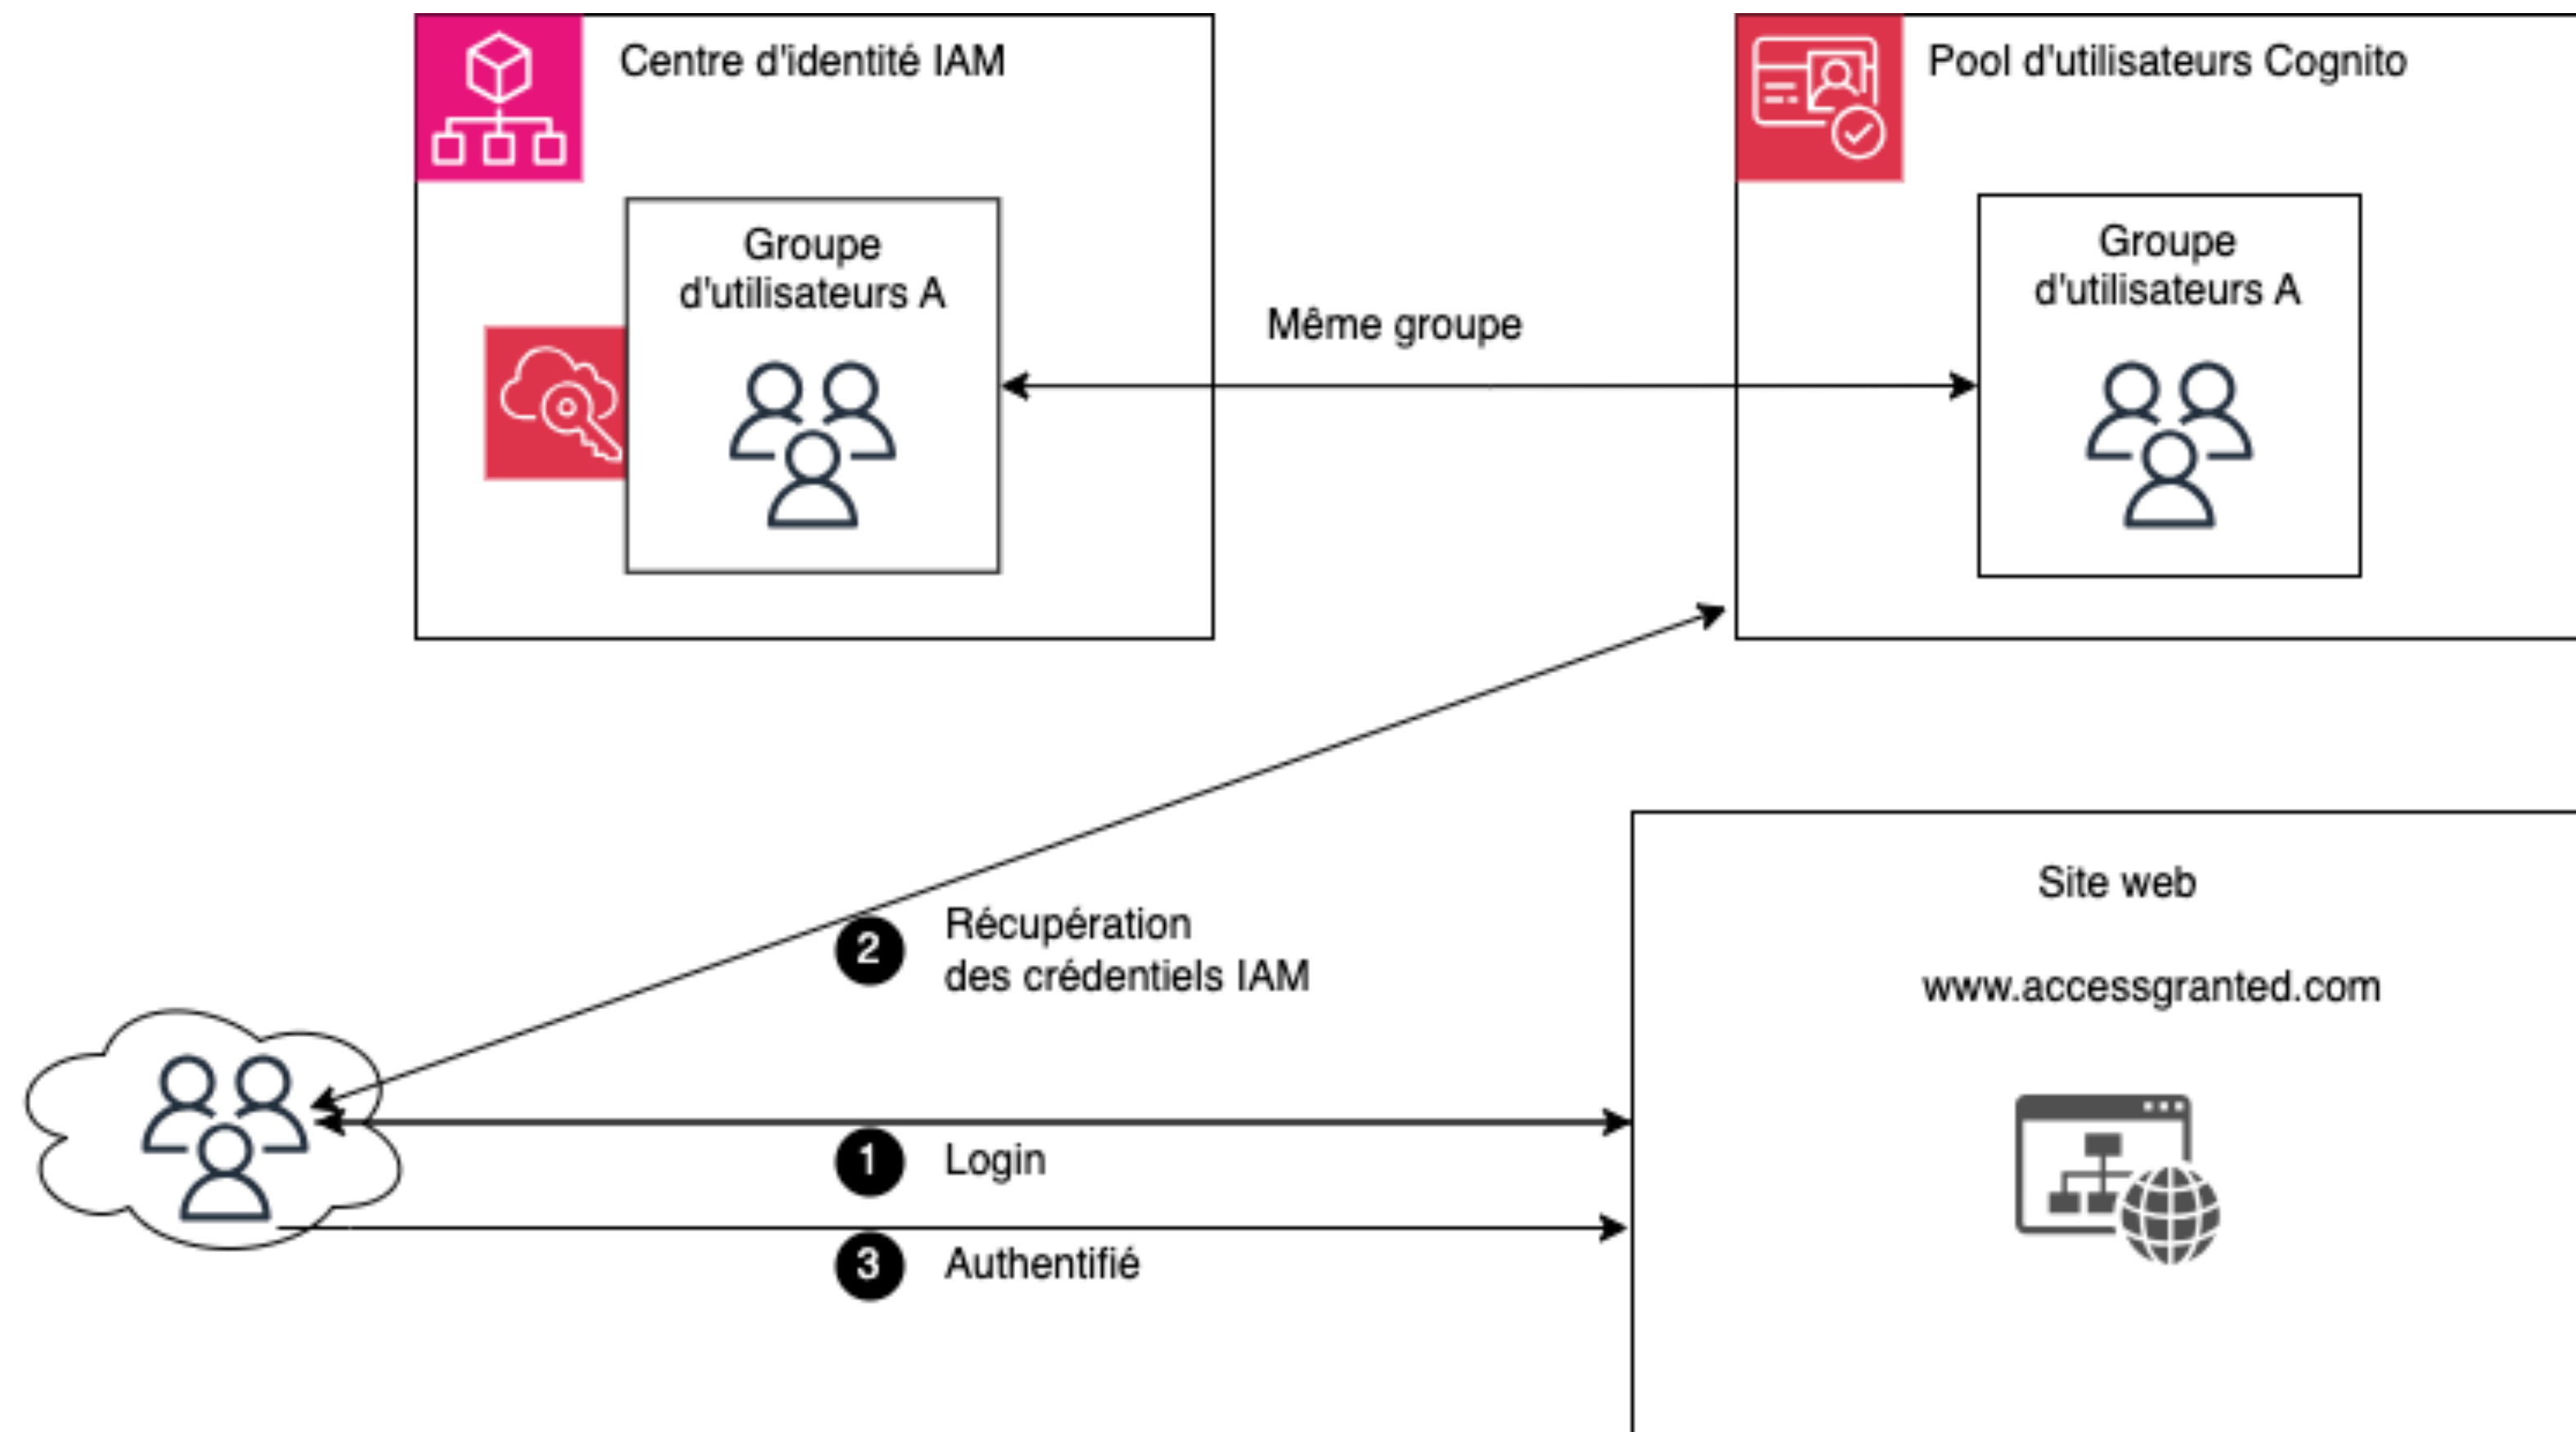 Centre d'identité IAM
Pool d'utilisateurs Cognito
Groupe
d'utilisateurs A
Même groupe
Groupe
d'utilisateurs A
2
Récupération
des crédentiels IAM
1
Login
3
Authentifié
Site web
www.accessgranted.com